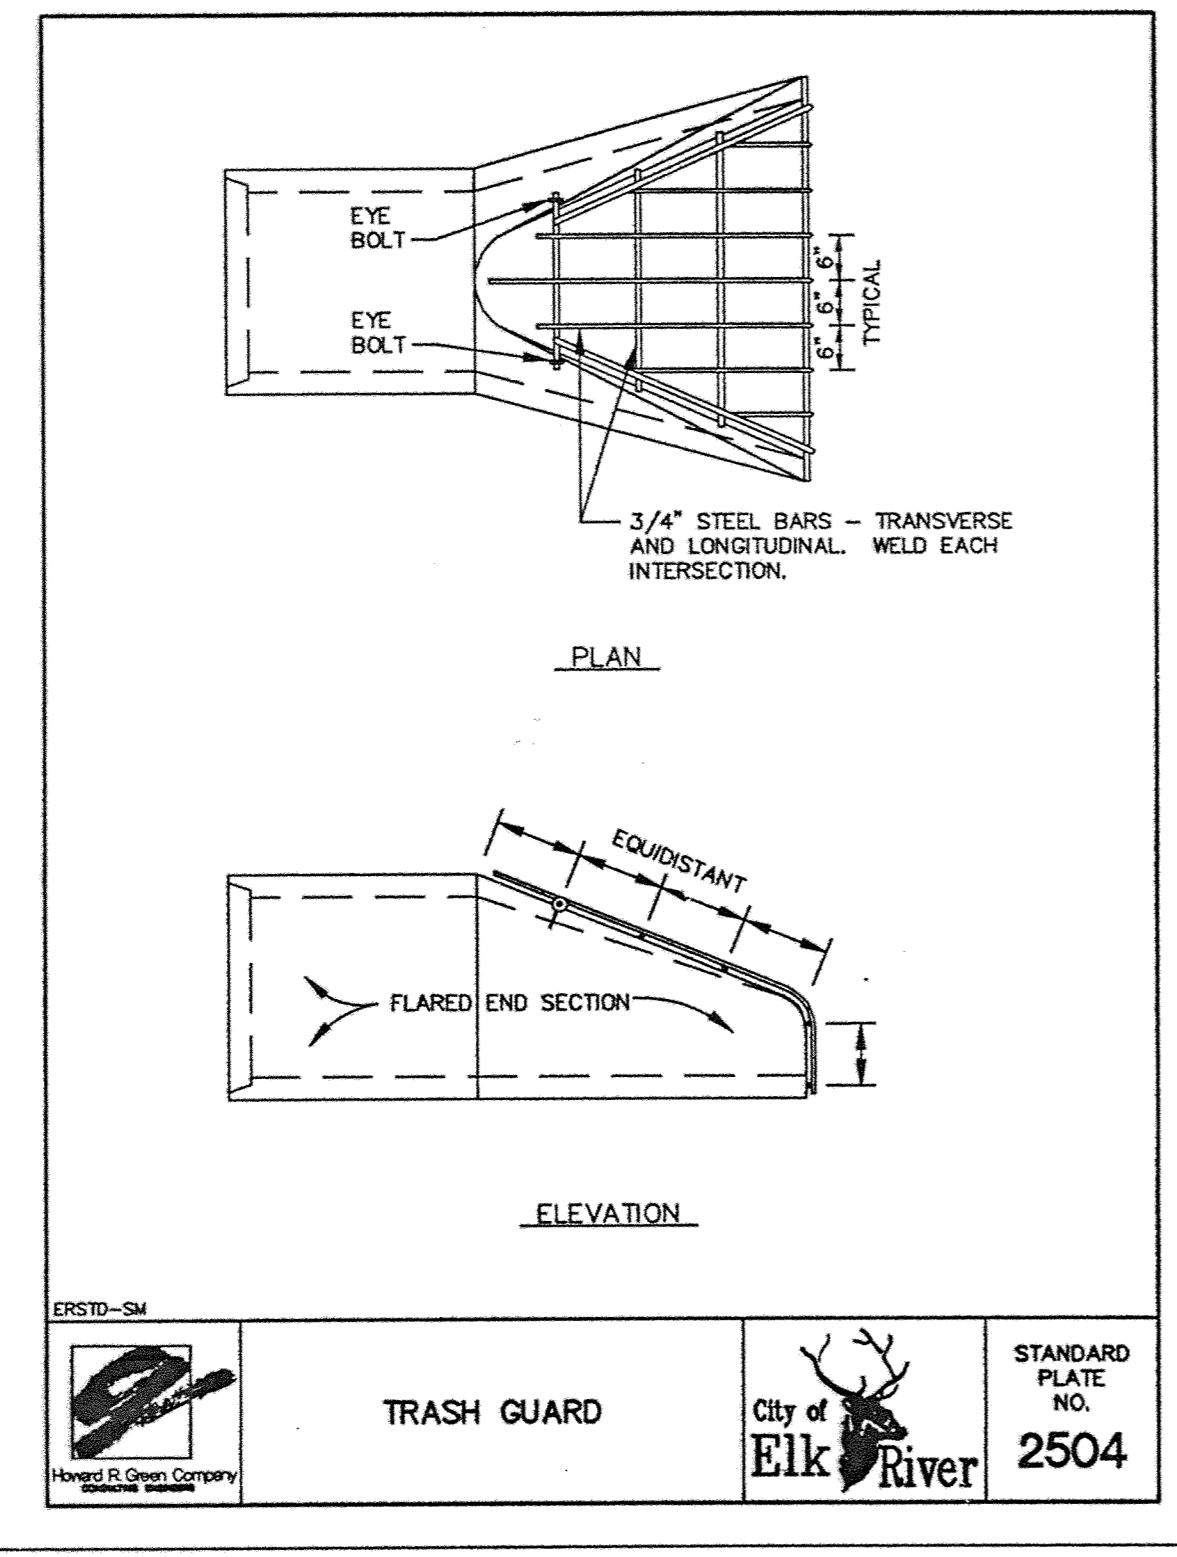 EYE
BOLT
EYE
BOLT
6"
6"
6"
TYPICAL
3/4" STEEL BARS – TRANSVERSE
AND LONGITUDINAL. WELD EACH
INTERSECTION.
PLAN
EQUIDISTANT
FLARED END SECTION
ELEVATION
ERSTD-SM
Howard R. Green Company
CONSULTING ENGINEERS
TRASH GUARD
City of
Elk River
STANDARD
PLATE
NO.
2504